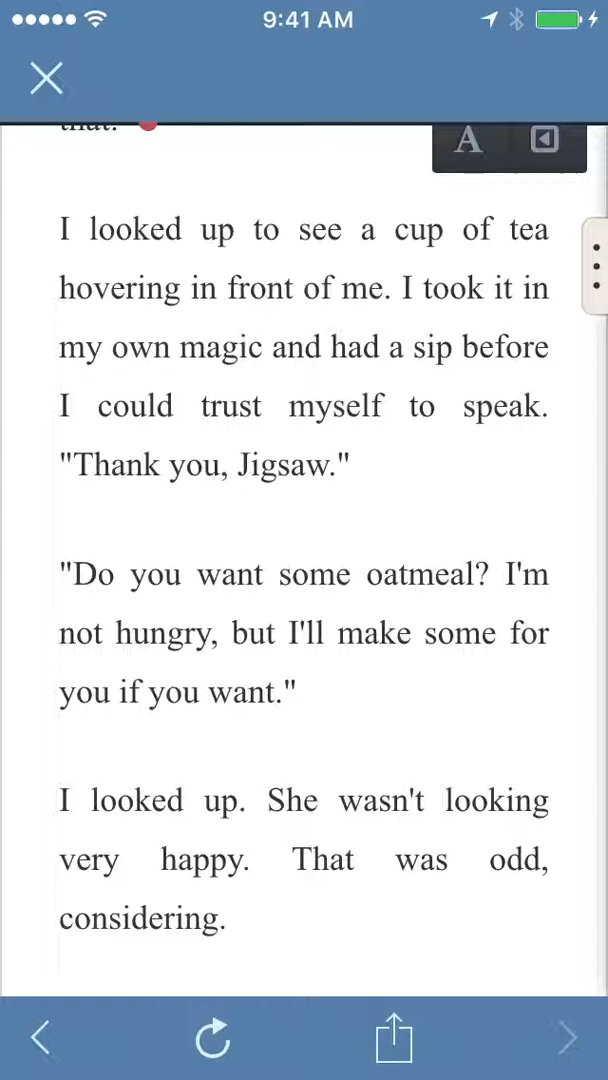 9:41 AM
that.
A
I looked up to see a cup of tea
hovering in front of me. I took it in
my own magic and had a sip before
I could trust myself to speak.
"Thank you, Jigsaw."
"Do you want some oatmeal? I'm
not hungry, but I'll make some for
you if you want."
I looked up. She wasn't looking
very happy. That was odd,
considering.